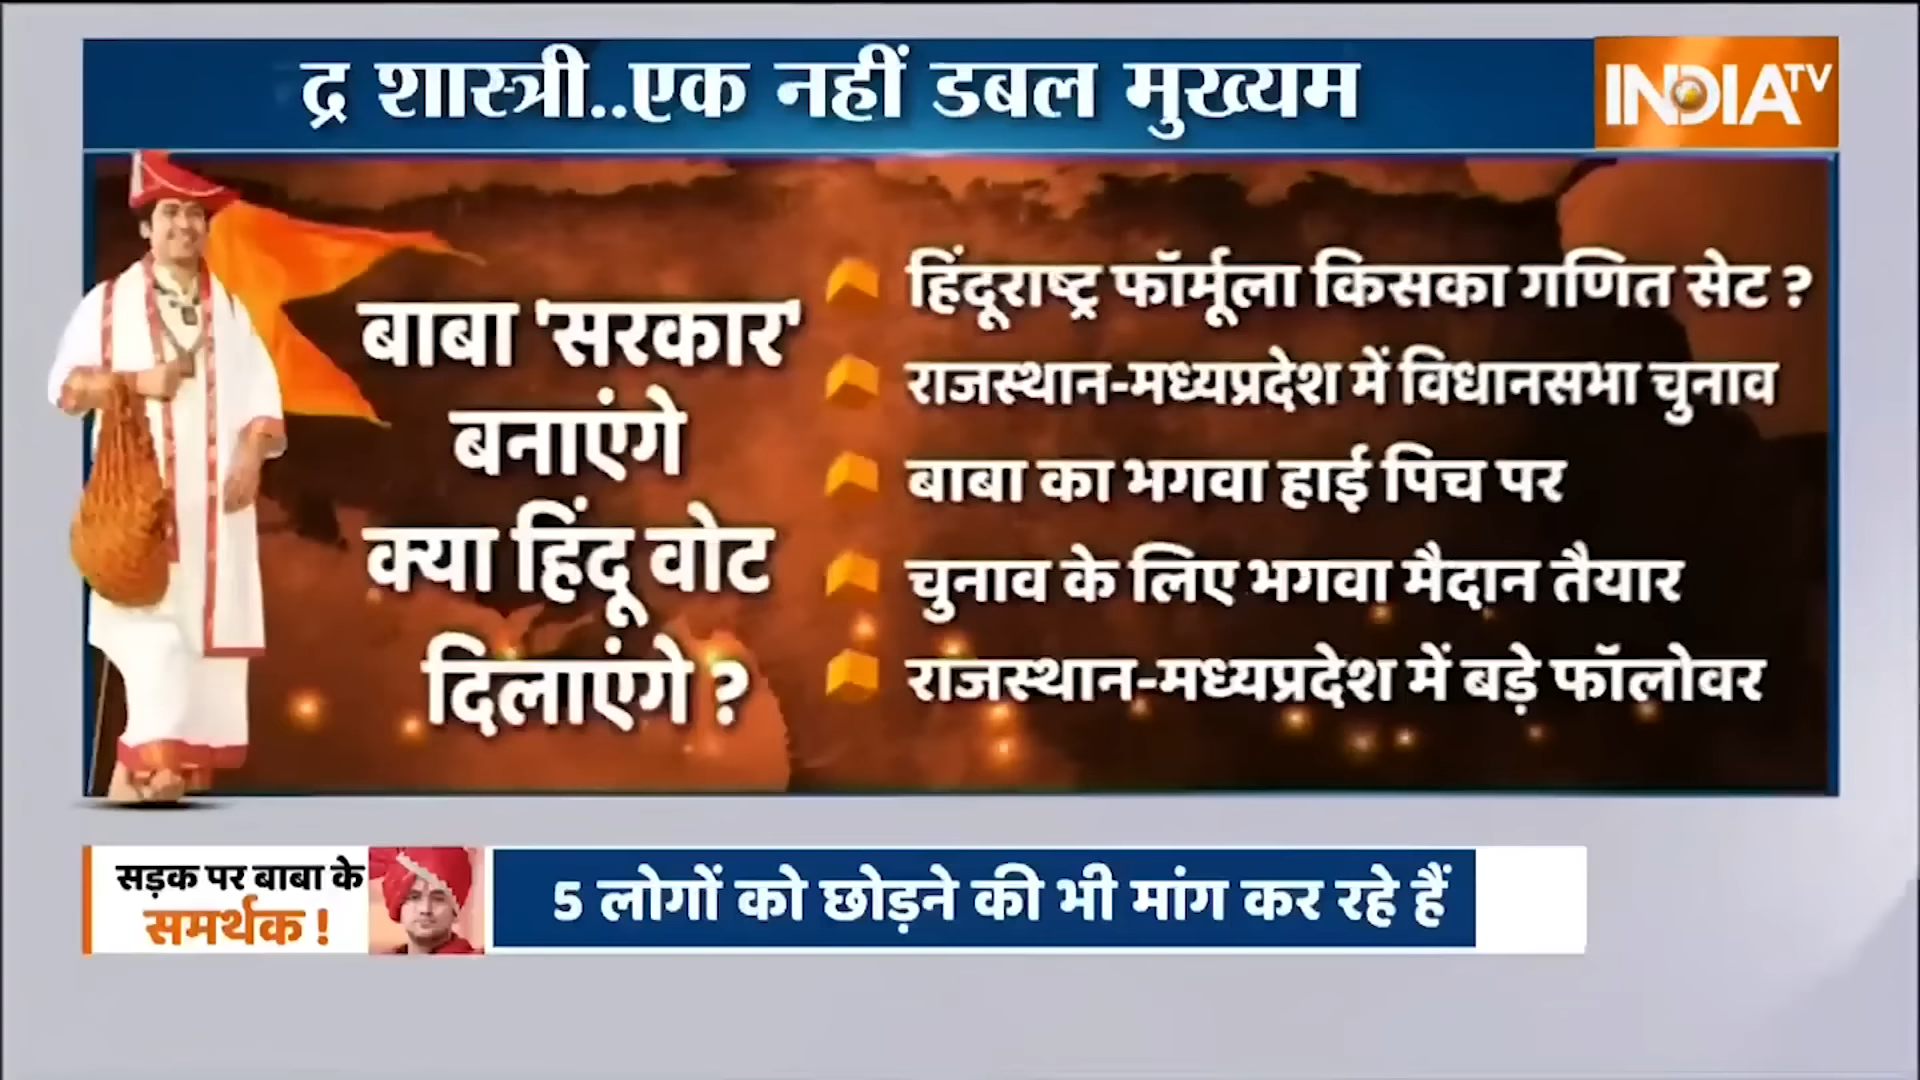 द्र शास्त्री..एक नहीं डबल मुख्यम
INDIA TV
बाबा 'सरकार'
बनाएंगे
क्या हिंदू वोट
दिलाएंगे ?
हिंदूराष्ट्र फॉर्मूला किसका गणित सेट ?
राजस्थान-मध्यप्रदेश में विधानसभा चुनाव
बाबा का भगवा हाई पिच पर
चुनाव के लिए भगवा मैदान तैयार
राजस्थान-मध्यप्रदेश में बड़े फॉलोवर
सड़क पर बाबा के
समर्थक !
5 लोगों को छोड़ने की भी मांग कर रहे हैं